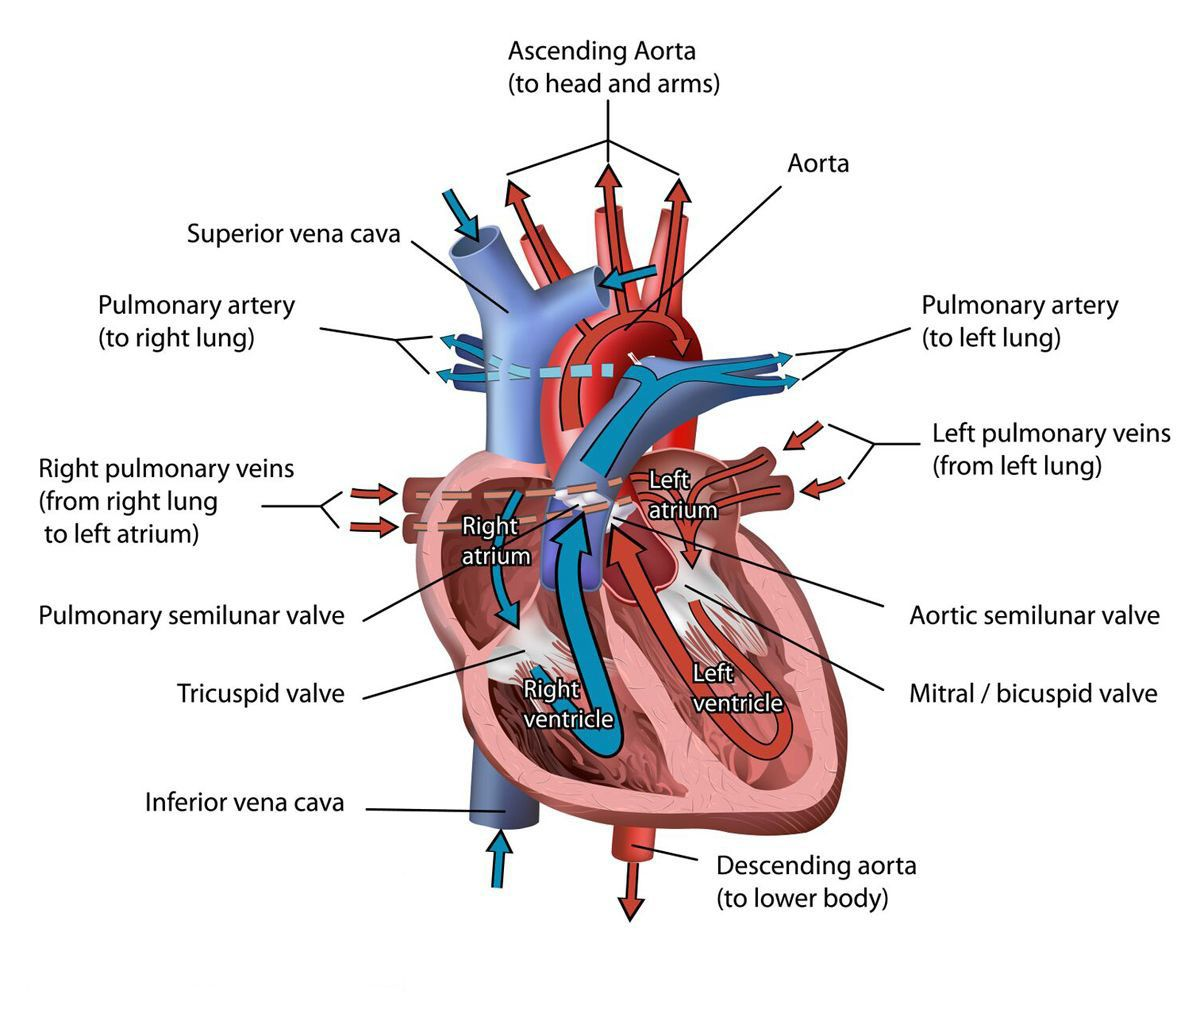 Ascending Aorta
(to head and arms)
Aorta
Superior vena cava
Pulmonary artery
(to right lung)
Pulmonary artery
(to left lung)
Left pulmonary veins
(from left lung)
Right pulmonary veins
(from right lung
to left atrium)
Left
atrium
Right
atrium
Pulmonary semilunar valve
Aortic semilunar valve
Tricuspid valve
Mitral / bicuspid valve
Right
ventricle
Left
ventricle
Inferior vena cava
Descending aorta
(to lower body)